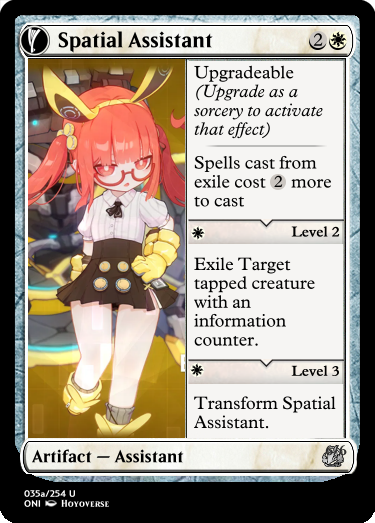 Spatial Assistant 2
Upgradeable
(Upgrade as a
sorcery to activate
that effect)
Spells cast from
exile cost 2 more
to cast
Level 2
Exile Target
tapped creature
with an
information
counter.
Level 3
Transform Spatial
Assistant.
Artifact — Assistant
035a/254 U
ONI Hoyoverse